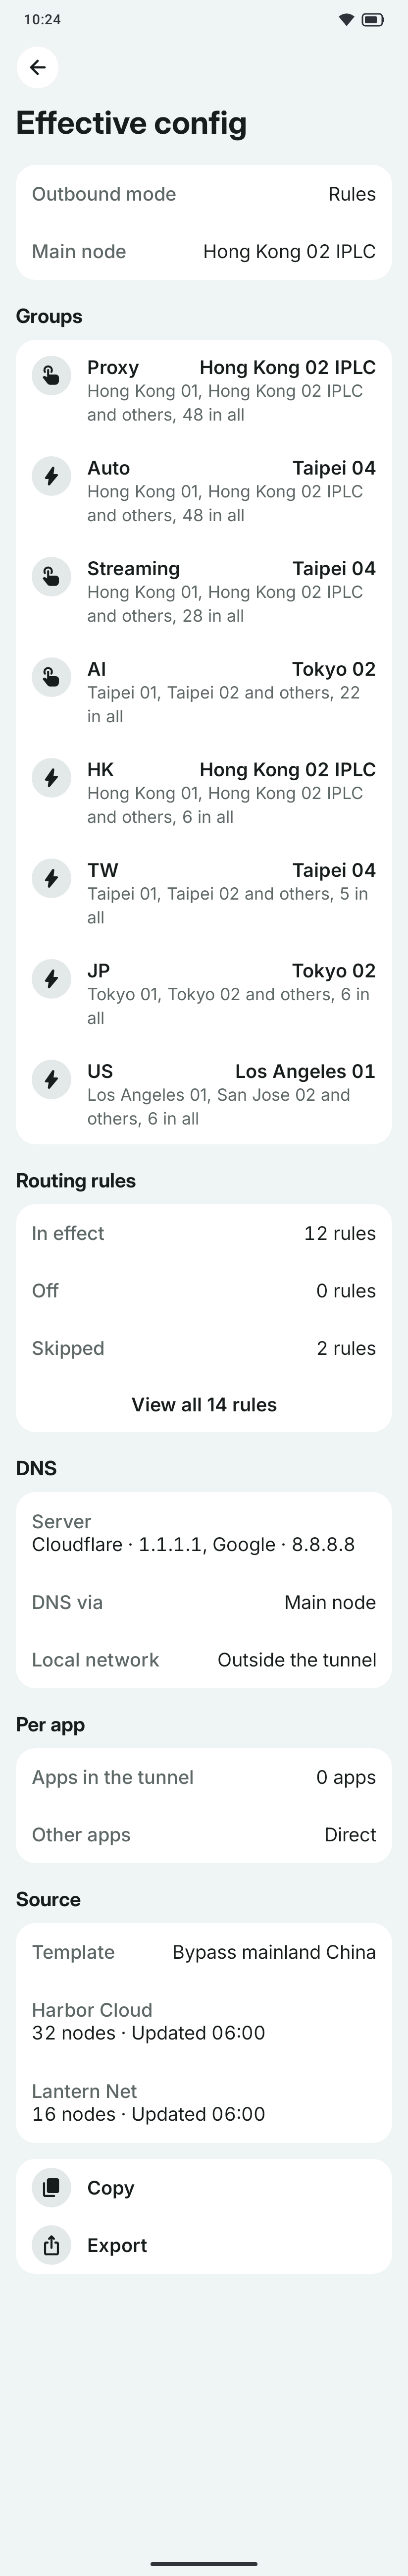 10:24
Effective config
Outbound mode Rules
Main node Hong Kong 02 IPLC
Groups
Proxy Hong Kong 02 IPLC
Hong Kong 01, Hong Kong 02 IPLC
and others, 48 in all
Auto Taipei 04
Hong Kong 01, Hong Kong 02 IPLC
and others, 48 in all
Streaming Taipei 04
Hong Kong 01, Hong Kong 02 IPLC
and others, 28 in all
AI Tokyo 02
Taipei 01, Taipei 02 and others, 22
in all
HK Hong Kong 02 IPLC
Hong Kong 01, Hong Kong 02 IPLC
and others, 6 in all
TW Taipei 04
Taipei 01, Taipei 02 and others, 5 in
all
JP Tokyo 02
Tokyo 01, Tokyo 02 and others, 6 in
all
US Los Angeles 01
Los Angeles 01, San Jose 02 and
others, 6 in all
Routing rules
In effect 12 rules
Off 0 rules
Skipped 2 rules
View all 14 rules
DNS
Server
Cloudflare · 1.1.1.1, Google · 8.8.8.8
DNS via Main node
Local network Outside the tunnel
Per app
Apps in the tunnel 0 apps
Other apps Direct
Source
Template Bypass mainland China
Harbor Cloud
32 nodes · Updated 06:00
Lantern Net
16 nodes · Updated 06:00
Copy
Export